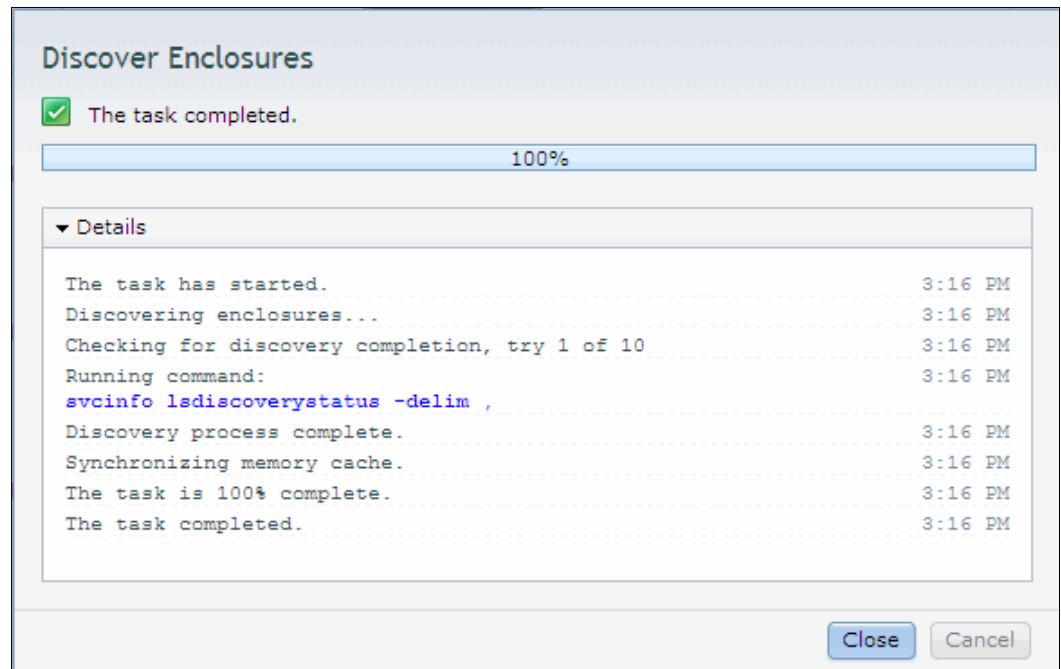 Discover Enclosures
The task completed.
100%
Details
The task has started. 3:16 PM
Discovering enclosures... 3:16 PM
Checking for discovery completion, try 1 of 10 3:16 PM
Running command: 3:16 PM
svcinfo lsdiscoverystatus -delim ,
Discovery process complete. 3:16 PM
Synchronizing memory cache. 3:16 PM
The task is 100% complete. 3:16 PM
The task completed. 3:16 PM
Close Cancel